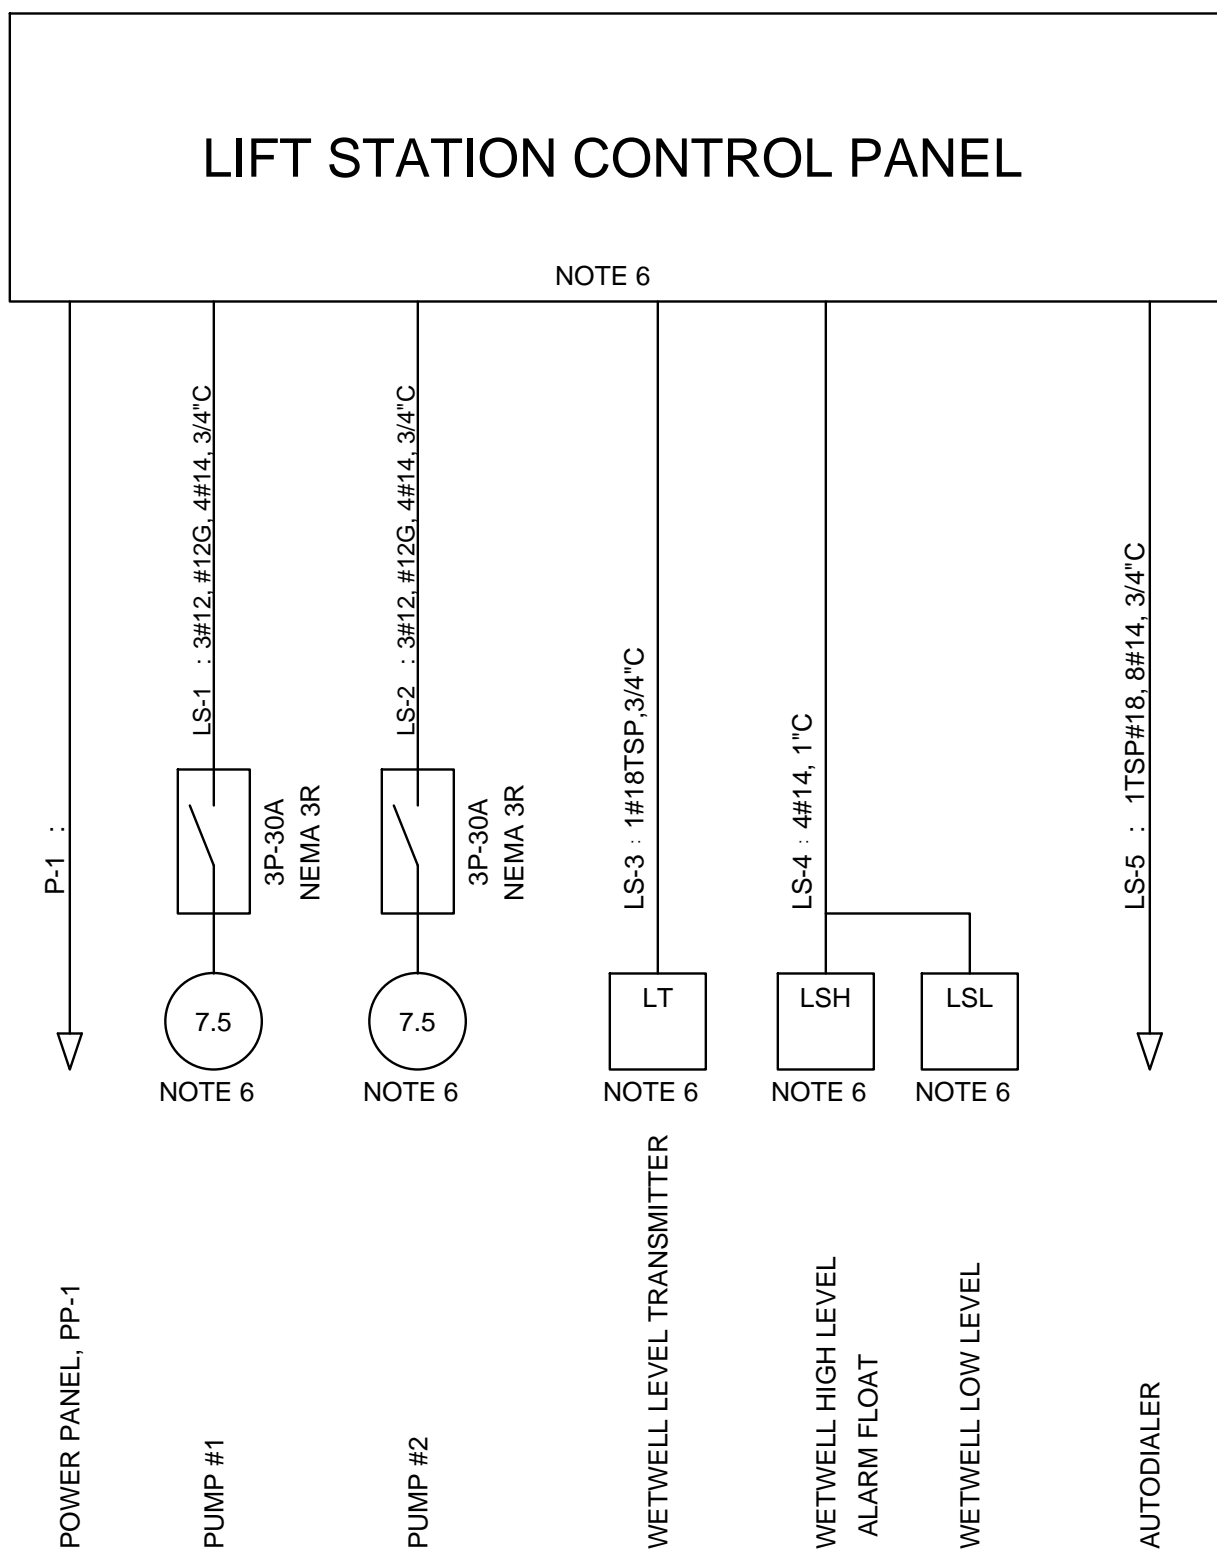 LIFT STATION CONTROL PANEL
NOTE 6
P-1 :
LS-1 : 3#12, #12G, 4#14, 3/4"C
LS-2 : 3#12, #12G, 4#14, 3/4"C
LS-3 : 1#18TSP,3/4"C
LS-4 : 4#14, 1"C
LS-5 : 1TSP#18, 8#14, 3/4"C
3P-30A
NEMA 3R
3P-30A
NEMA 3R
7.5
7.5
LT
LSH
LSL
NOTE 6
NOTE 6
NOTE 6
NOTE 6
NOTE 6
POWER PANEL, PP-1
PUMP #1
PUMP #2
WETWELL LEVEL TRANSMITTER
WETWELL HIGH LEVEL
ALARM FLOAT
WETWELL LOW LEVEL
AUTODIALER